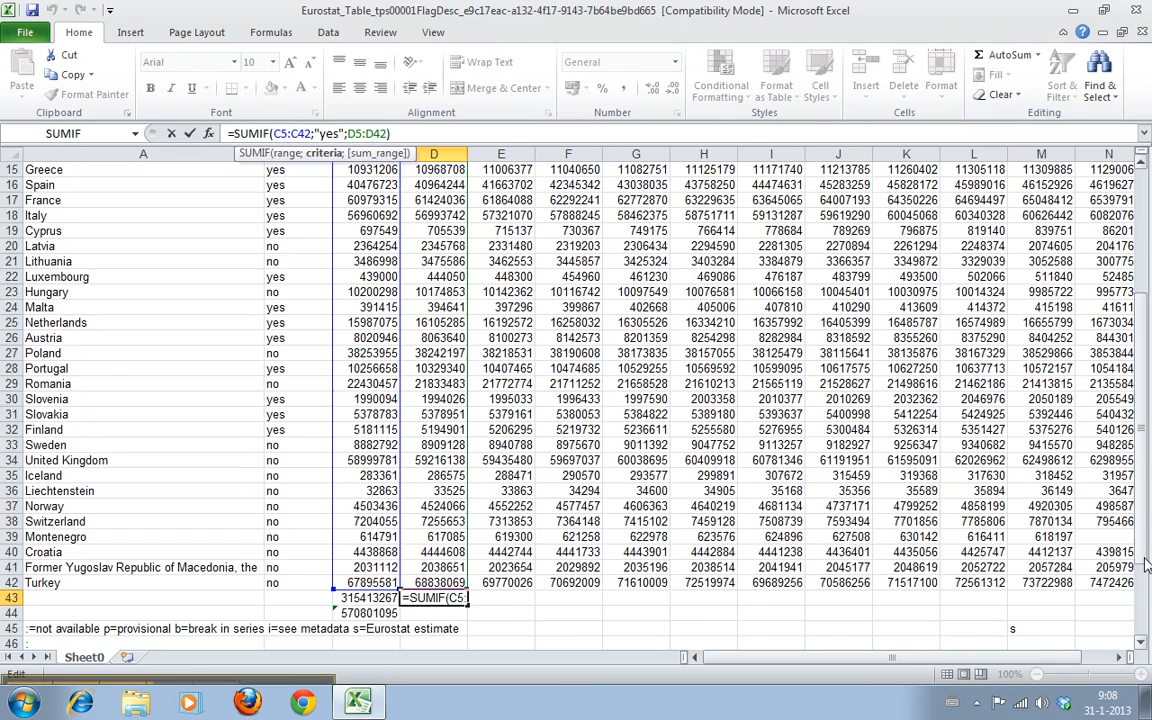 Eurostat_Table_tps00001FlagDesc_e9c17eac-a132-4f17-9143-7b64be9bd665 [Compatibility Mode] - Microsoft Excel
File Home Insert Page Layout Formulas Data Review View
Cut Arial 10 Wrap Text General AutoSum
Copy Fill
Paste Format Painter Merge & Center Conditional Formatting Format as Table Cell Styles Insert Delete Format Clear Sort & Filter Find & Select
Clipboard Font Alignment Number Styles Cells Editing
SUMIF =SUMIF(C5:C42;"yes";D5:D42)
SUMIF(range; criteria; [sum_range])
A D E F G H I J K L M N
15 Greece yes 10931206 10968708 11006377 11040650 11082751 11125179 11171740 11213785 11260402 11305118 11309885 1129006
16 Spain yes 40476723 40964244 41663702 42345342 43038035 43758250 44474631 45283259 45828172 45989016 46152926 4619627
17 France yes 60979315 61424036 61864088 62292241 62772870 63229635 63645065 64007193 64350226 64694497 65048412 6539791
18 Italy yes 56960692 56993742 57321070 57888245 58462375 58751711 59131287 59619290 60045068 60340328 60626442 6082076
19 Cyprus yes 697549 705539 715137 730367 749175 766414 778684 789269 796875 819140 839751 86201
20 Latvia no 2364254 2345768 2331480 2319203 2306434 2294590 2281305 2270894 2261294 2248374 2074605 204176
21 Lithuania no 3486998 3475586 3462553 3445857 3425324 3403284 3384879 3366357 3349872 3329039 3052588 300775
22 Luxembourg yes 439000 444050 448300 454960 461230 469086 476187 483799 493500 502066 511840 52485
23 Hungary no 10200298 10174853 10142362 10116742 10097549 10076581 10066158 10045401 10030975 10014324 9985722 995773
24 Malta yes 391415 394641 397296 399867 402668 405006 407810 410290 413609 414372 415198 41611
25 Netherlands yes 15987075 16105285 16192572 16258032 16305526 16334210 16357992 16405399 16485787 16574989 16655799 1673034
26 Austria yes 8020946 8063640 8100273 8142573 8201359 8254298 8282984 8318592 8355260 8375290 8404252 844301
27 Poland no 38253955 38242197 38218531 38190608 38173835 38157055 38125479 38115641 38135876 38167329 38529866 3853844
28 Portugal yes 10256658 10329340 10407465 10474685 10529255 10569592 10599095 10617575 10627250 10637713 10572157 1054184
29 Romania no 22430457 21833483 21772774 21711252 21658528 21610213 21565119 21528627 21498616 21462186 21413815 2135584
30 Slovenia yes 1990094 1994026 1995033 1996433 1997590 2003358 2010377 2010269 2032362 2046976 2050189 205549
31 Slovakia yes 5378783 5378951 5379161 5380053 5384822 5389180 5393637 5400998 5412254 5424925 5392446 540432
32 Finland yes 5181115 5194901 5206295 5219732 5236611 5255580 5276955 5300484 5326314 5351427 5375276 540126
33 Sweden no 8882792 8909128 8940788 8975670 9011392 9047752 9113257 9182927 9256347 9340682 9415570 948285
34 United Kingdom no 58999781 59216138 59435480 59697037 60038695 60409918 60781346 61191951 61595091 62026962 62498612 6298955
35 Iceland no 283361 286575 288471 290570 293577 299891 307672 315459 319368 317630 318452 31957
36 Liechtenstein no 32863 33525 33863 34294 34600 34905 35168 35356 35589 35894 36149 3647
37 Norway no 4503436 4524066 4552252 4577457 4606363 4640219 4681134 4737171 4799252 4858199 4920305 498587
38 Switzerland no 7204055 7255653 7313853 7364148 7415102 7459128 7508739 7593494 7701856 7785806 7870134 795466
39 Montenegro no 614791 617085 619300 621258 622978 623576 624896 627508 630142 616411 618197
40 Croatia no 4438868 4444608 4442744 4441733 4443901 4442884 4441238 4436401 4435056 4425747 4412137 439815
41 Former Yugoslav Republic of Macedonia, the no 2031112 2038651 2023654 2029892 2035196 2038514 2041941 2045177 2048619 2052722 2057284 205979
42 Turkey no 67895581 68838069 69770026 70692009 71610009 72519974 69689256 70586256 71517100 72561312 73722988 7472426
43 315413267 =SUMIF(C5:
44 570801095
45 :=not available p=provisional b=break in series i=see metadata s=Eurostat estimate s
46 :
Sheet0
Edit 100%
9:08
31-1-2013